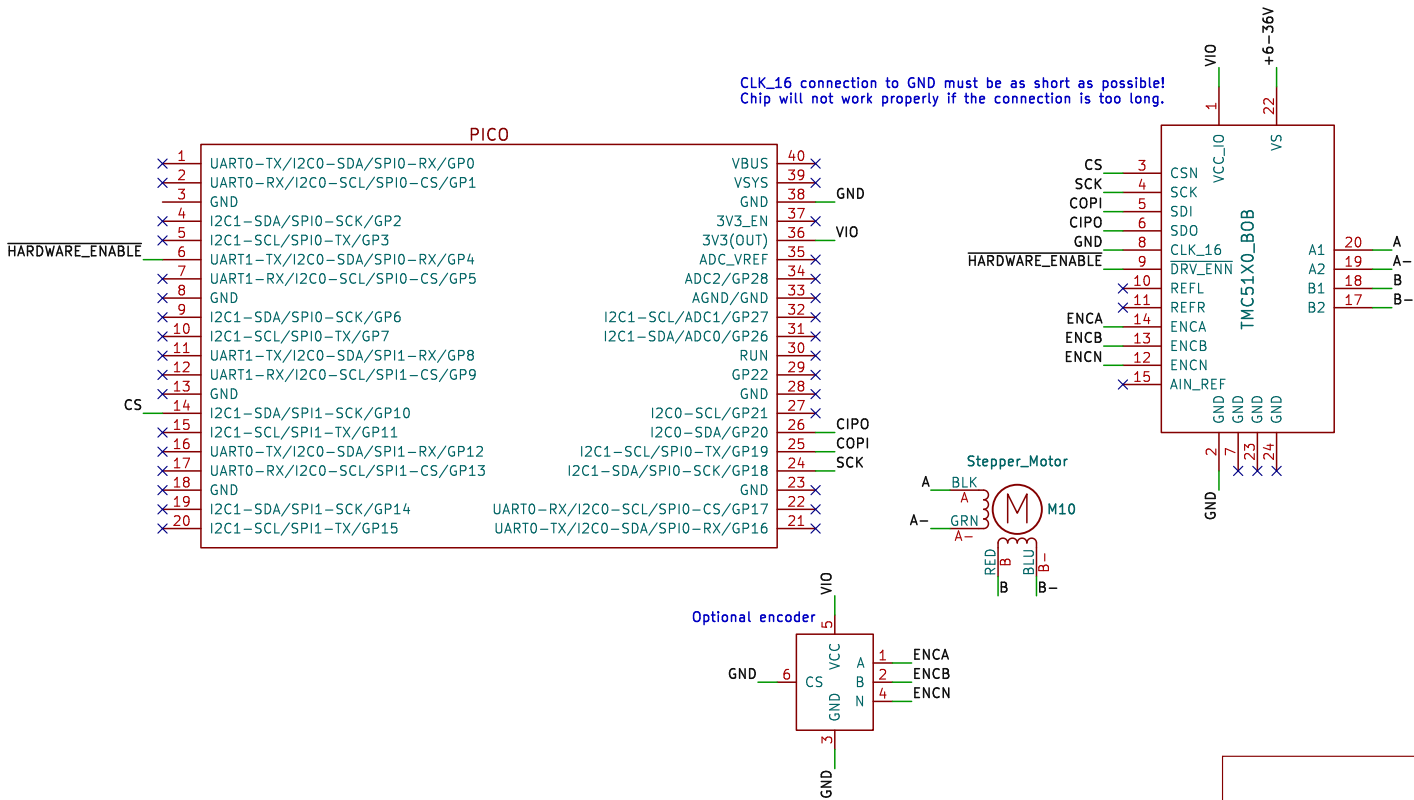 CLK_16 connection to GND must be as short as possible!
Chip will not work properly if the connection is too long.
PICO
1 UART0-TX/I2C0-SDA/SPI0-RX/GP0
2 UART0-RX/I2C0-SCL/SPI0-CS/GP1
3 GND
4 I2C1-SDA/SPI0-SCK/GP2
5 I2C1-SCL/SPI0-TX/GP3
HARDWARE_ENABLE 6 UART1-TX/I2C0-SDA/SPI0-RX/GP4
7 UART1-RX/I2C0-SCL/SPI0-CS/GP5
8 GND
9 I2C1-SDA/SPI0-SCK/GP6
10 I2C1-SCL/SPI0-TX/GP7
11 UART1-TX/I2C0-SDA/SPI1-RX/GP8
12 UART1-RX/I2C0-SCL/SPI1-CS/GP9
13 GND
CS 14 I2C1-SDA/SPI1-SCK/GP10
15 I2C1-SCL/SPI1-TX/GP11
16 UART0-TX/I2C0-SDA/SPI1-RX/GP12
17 UART0-RX/I2C0-SCL/SPI1-CS/GP13
18 GND
19 I2C1-SDA/SPI1-SCK/GP14
20 I2C1-SCL/SPI1-TX/GP15
VBUS 40
VSYS 39
GND 38 GND
3V3_EN 37
3V3(OUT) 36 VIO
ADC_VREF 35
ADC2/GP28 34
AGND/GND 33
I2C1-SCL/ADC1/GP27 32
I2C1-SDA/ADC0/GP26 31
RUN 30
GP22 29
GND 28
I2C0-SCL/GP21 27
I2C0-SDA/GP20 26 CIPO
I2C1-SCL/SPI0-TX/GP19 25 COPI
I2C1-SDA/SPI0-SCK/GP18 24 SCK
GND 23
UART0-RX/I2C0-SCL/SPI0-CS/GP17 22
UART0-TX/I2C0-SDA/SPI0-RX/GP16 21
VIO 1 VCC_IO
+6-36V 22 VS
CS 3 CSN
SCK 4 SCK
COPI 5 SDI
CIPO 6 SDO
GND 8 CLK_16
HARDWARE_ENABLE 9 DRV_ENN
10 REFL
11 REFR
ENCA 14 ENCA
ENCB 13 ENCB
ENCN 12 ENCN
15 AIN_REF
TMC51X0_BOB
A1 20 A
A2 19 A-
B1 18 B
B2 17 B-
GND 2 GND
GND 7
GND 23
GND 24
Stepper_Motor
A BLK A
A- GRN A-
M M10
RED B B
BLU B- B-
Optional encoder
VIO 5 VCC
GND 6 CS
A 1 ENCA
B 2 ENCB
N 4 ENCN
GND 3 GND